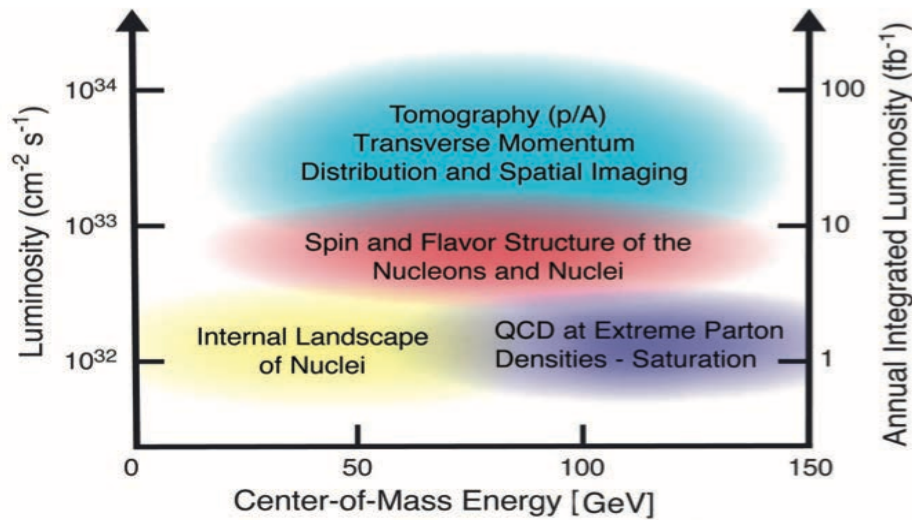 Luminosity (cm⁻² s⁻¹)
10³⁴
10³³
10³²
Tomography (p/A)
Transverse Momentum
Distribution and Spatial Imaging
Spin and Flavor Structure of the
Nucleons and Nuclei
Internal Landscape
of Nuclei
QCD at Extreme Parton
Densities - Saturation
100
10
1
Annual Integrated Luminosity (fb⁻¹)
0
50
100
150
Center-of-Mass Energy [GeV]